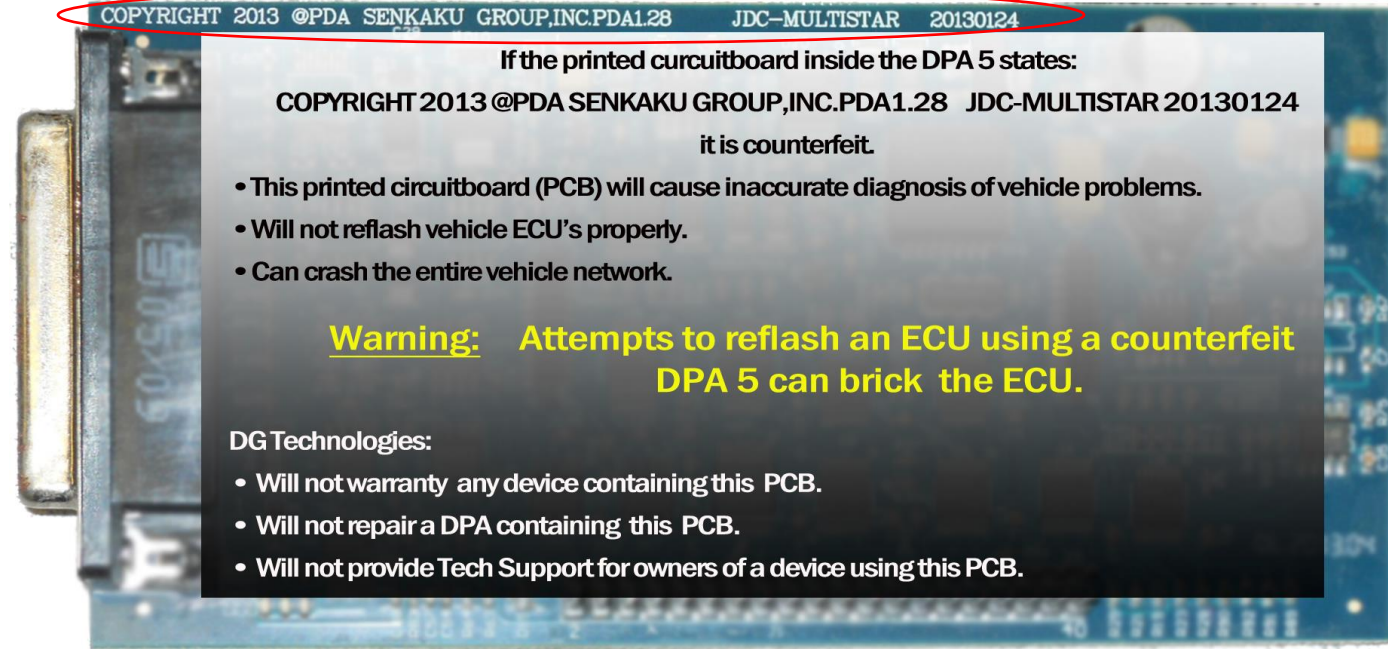 COPYRIGHT 2013 @PDA SENKAKU GROUP,INC.PDA1.28 JDC-MULTISTAR 20130124
If the printed curcuitboard inside the DPA 5 states:
COPYRIGHT 2013 @PDA SENKAKU GROUP,INC.PDA1.28 JDC-MULTISTAR 20130124
it is counterfeit.
• This printed circuitboard (PCB) will cause inaccurate diagnosis of vehicle problems.
• Will not reflash vehicle ECU’s properly.
• Can crash the entire vehicle network.
Warning: Attempts to reflash an ECU using a counterfeit
DPA 5 can brick the ECU.
DG Technologies:
• Will not warranty any device containing this PCB.
• Will not repair a DPA containing this PCB.
• Will not provide Tech Support for owners of a device using this PCB.